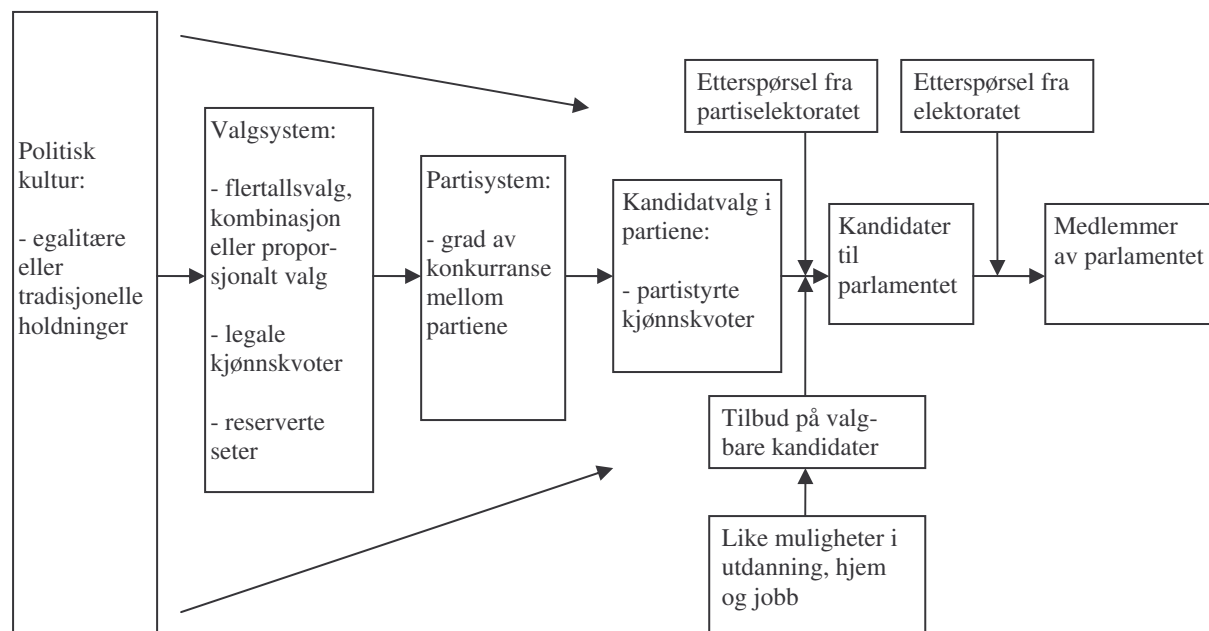 Politisk
kultur:
- egalitære
eller
tradisjonelle
holdninger
Valgsystem:
- flertallsvalg,
kombinasjon
eller propor-
sjonalt valg
- legale
kjønnskvoter
- reserverte
seter
Partisystem:
- grad av
konkurranse
mellom
partiene
Kandidatvalg i
partiene:
- partistyrte
kjønnskvoter
Etterspørsel fra
partiselektoratet
Kandidater
til
parlamentet
Etterspørsel fra
elektoratet
Medlemmer
av parlamentet
Tilbud på valg-
bare kandidater
Like muligheter i
utdanning, hjem
og jobb